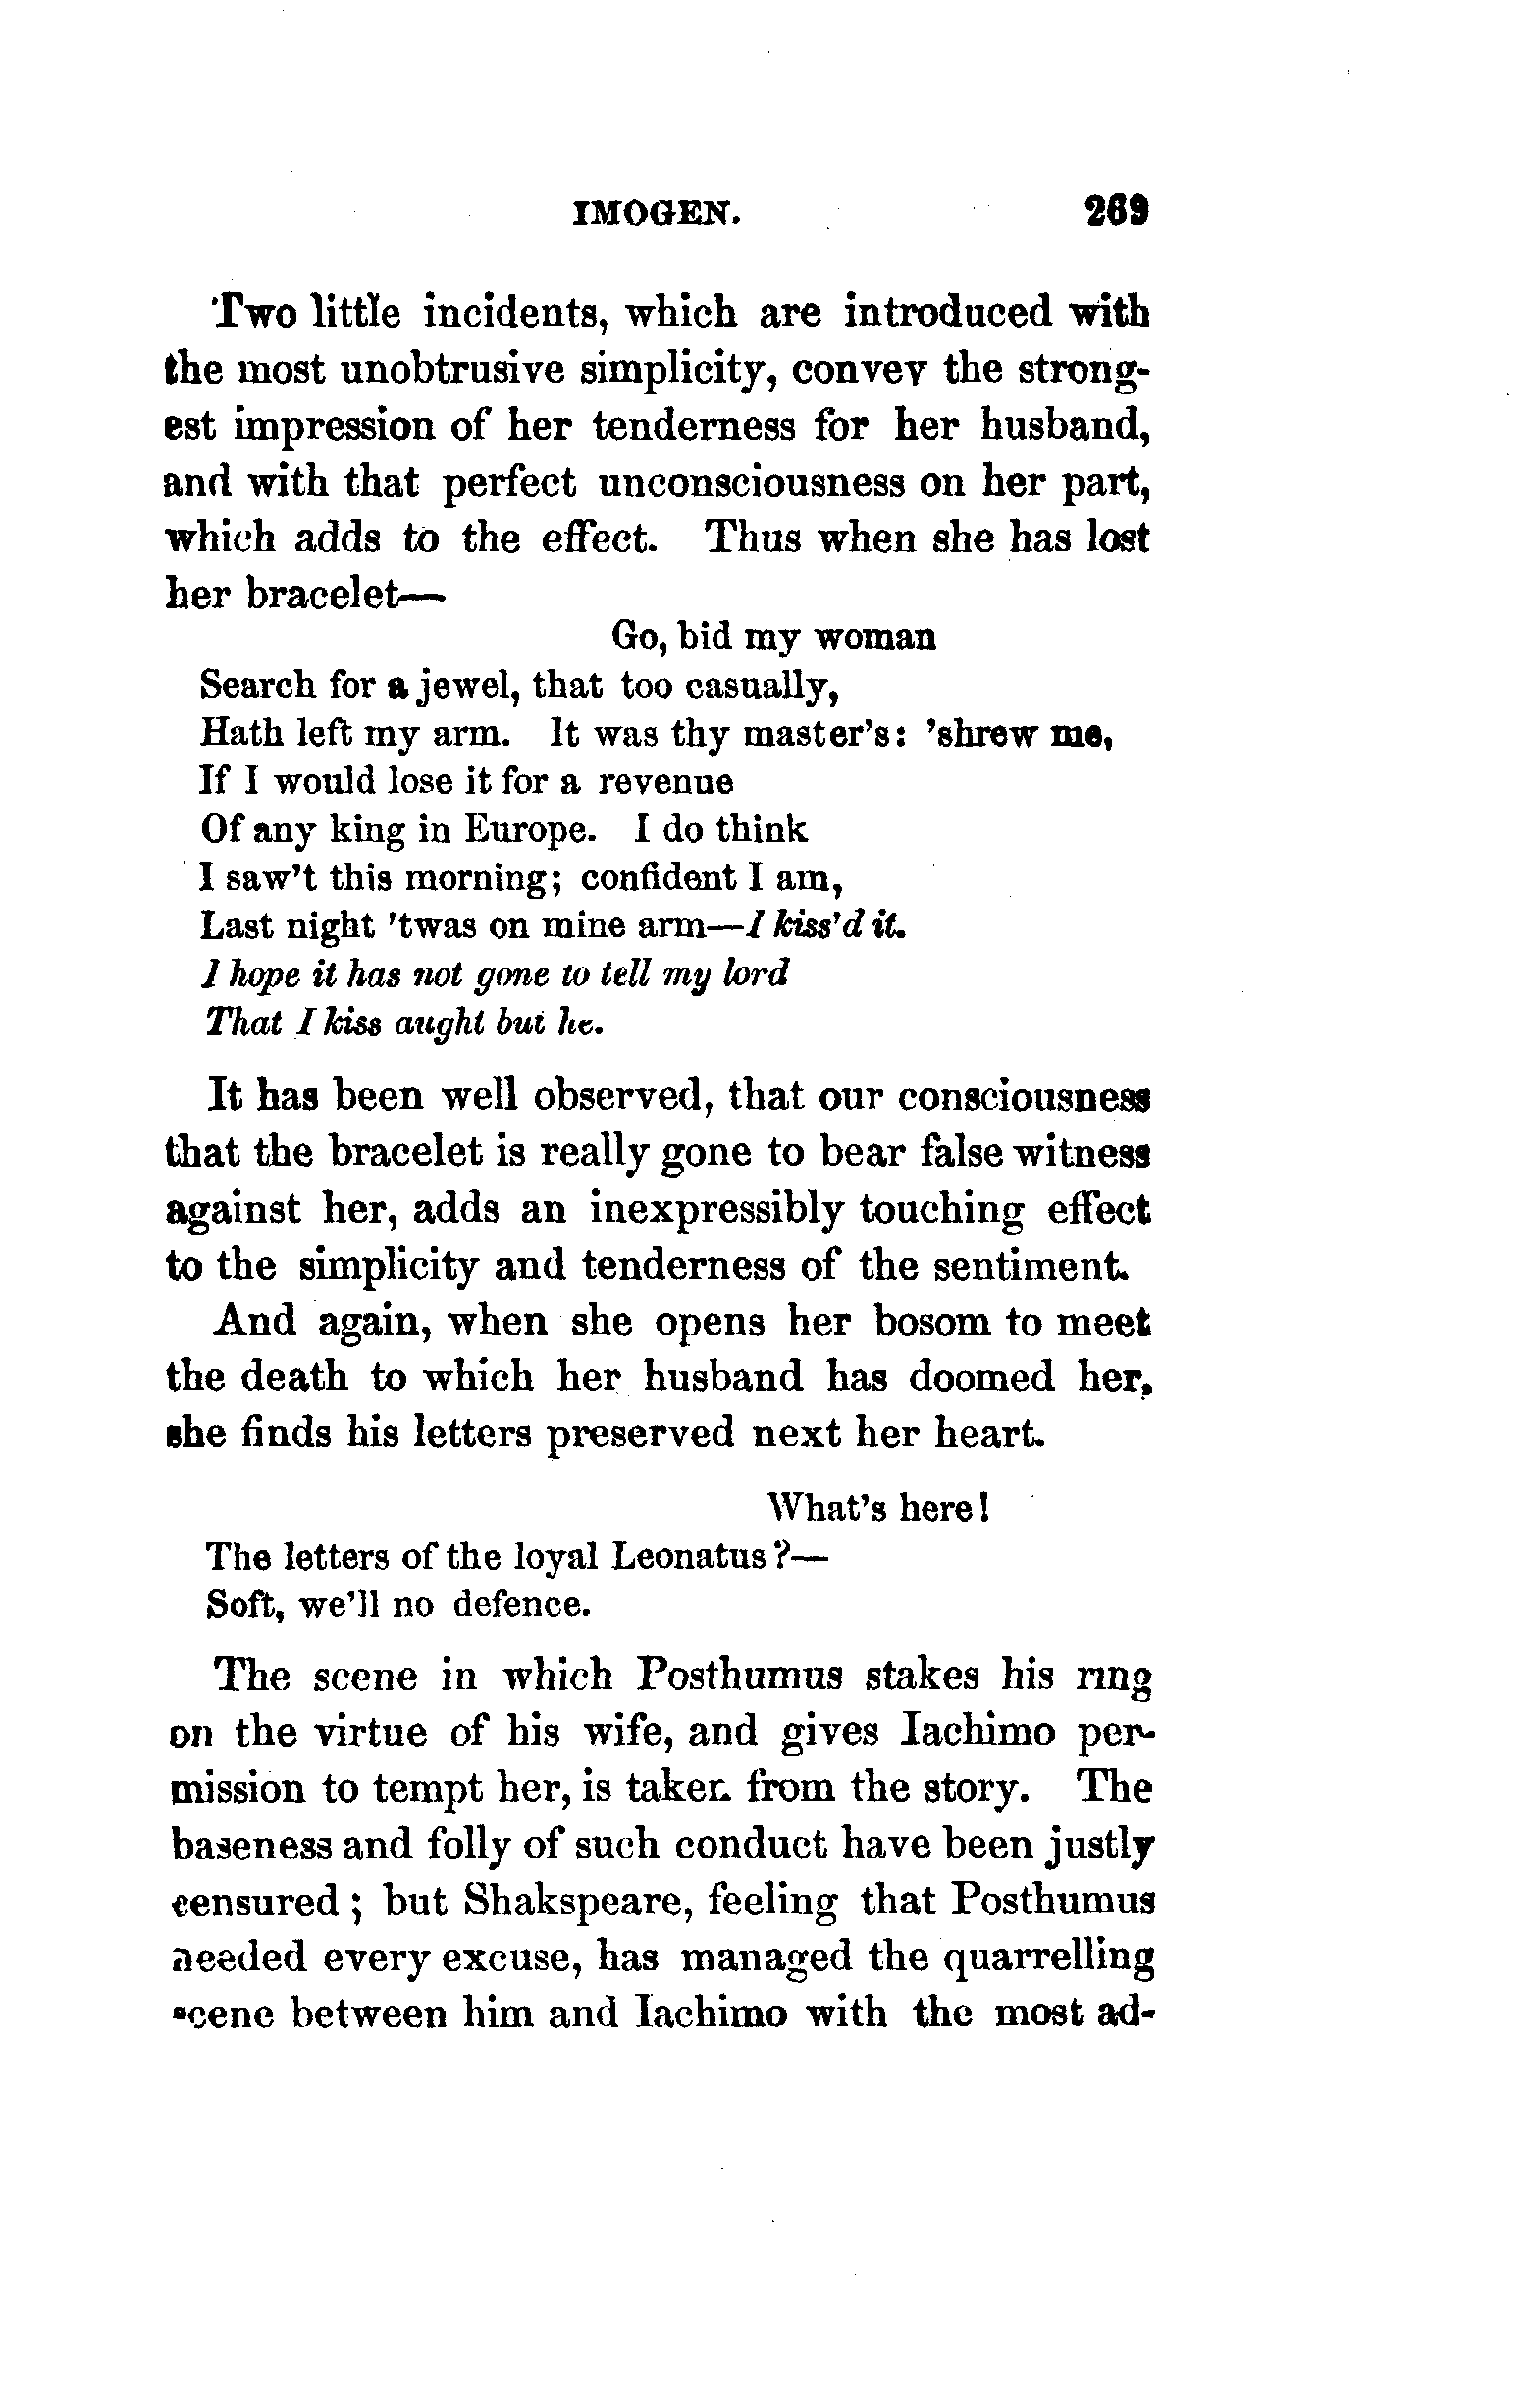 IMOGEN. 269
Two little incidents, which are introduced with
the most unobtrusive simplicity, convey the strong-
est impression of her tenderness for her husband,
and with that perfect unconsciousness on her part,
which adds to the effect. Thus when she has lost
her bracelet—
Go, bid my woman
Search for a jewel, that too casually,
Hath left my arm. It was thy master's: 'shrew me,
If I would lose it for a revenue
Of any king in Europe. I do think
I saw't this morning; confident I am,
Last night 'twas on mine arm—I kiss'd it.
I hope it has not gone to tell my lord
That I kiss aught but he.
It has been well observed, that our consciousness
that the bracelet is really gone to bear false witness
against her, adds an inexpressibly touching effect
to the simplicity and tenderness of the sentiment.
And again, when she opens her bosom to meet
the death to which her husband has doomed her,
she finds his letters preserved next her heart.
What's here!
The letters of the loyal Leonatus?—
Soft, we'll no defence.
The scene in which Posthumus stakes his ring
on the virtue of his wife, and gives Iachimo per-
mission to tempt her, is taken from the story. The
baseness and folly of such conduct have been justly
censured; but Shakspeare, feeling that Posthumus
needed every excuse, has managed the quarrelling
scene between him and Iachimo with the most ad-